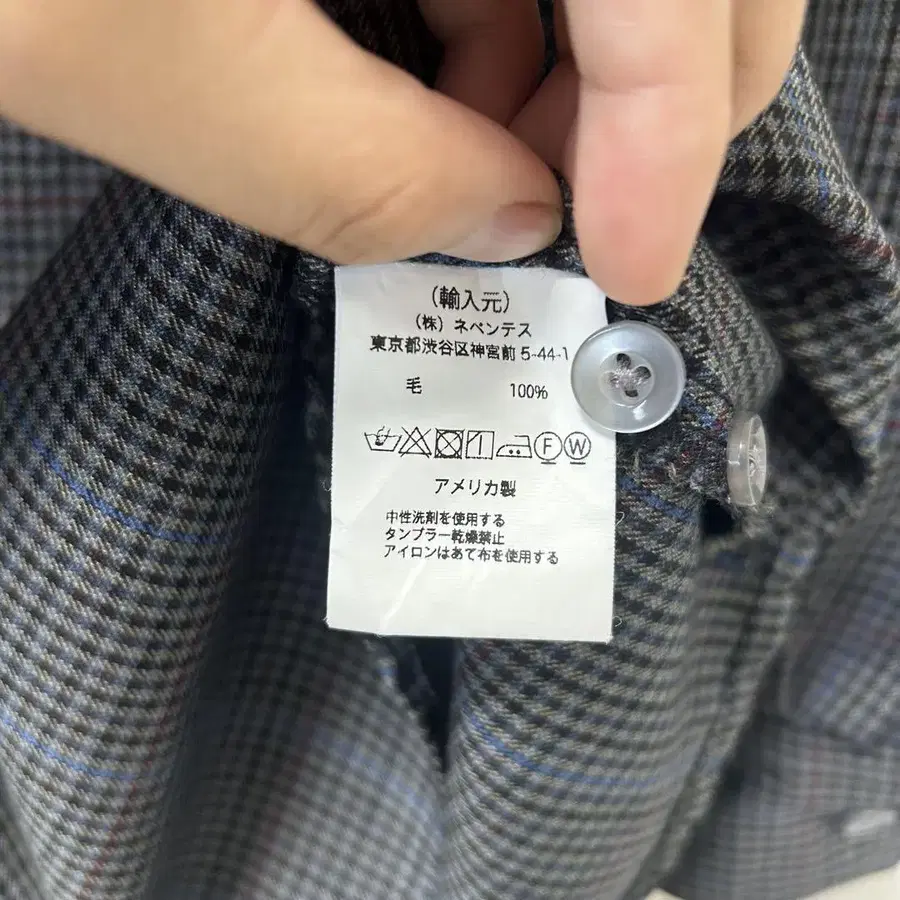 (輸入元)
(株) ネペンテス
東京都渋谷区神宮前 5-44-1
毛 100%
F W
アメリカ製
中性洗剤を使用する
タンブラー乾燥禁止
アイロンはあて布を使用する